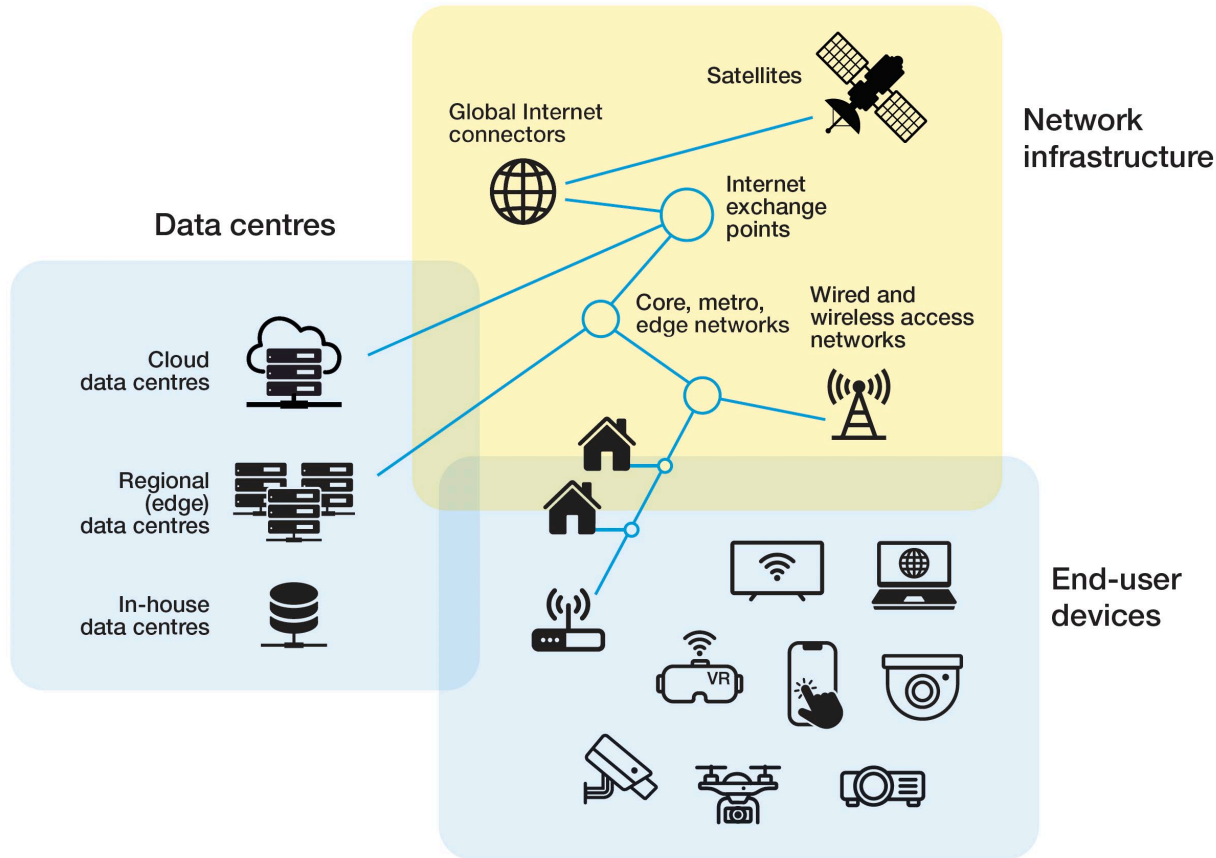 Satellites
Global Internet
connectors
Network
infrastructure
Internet
exchange
points
Data centres
Core, metro,
edge networks
Wired and
wireless access
networks
Cloud
data centres
Regional
(edge)
data centres
End-user
devices
In-house
data centres
VR